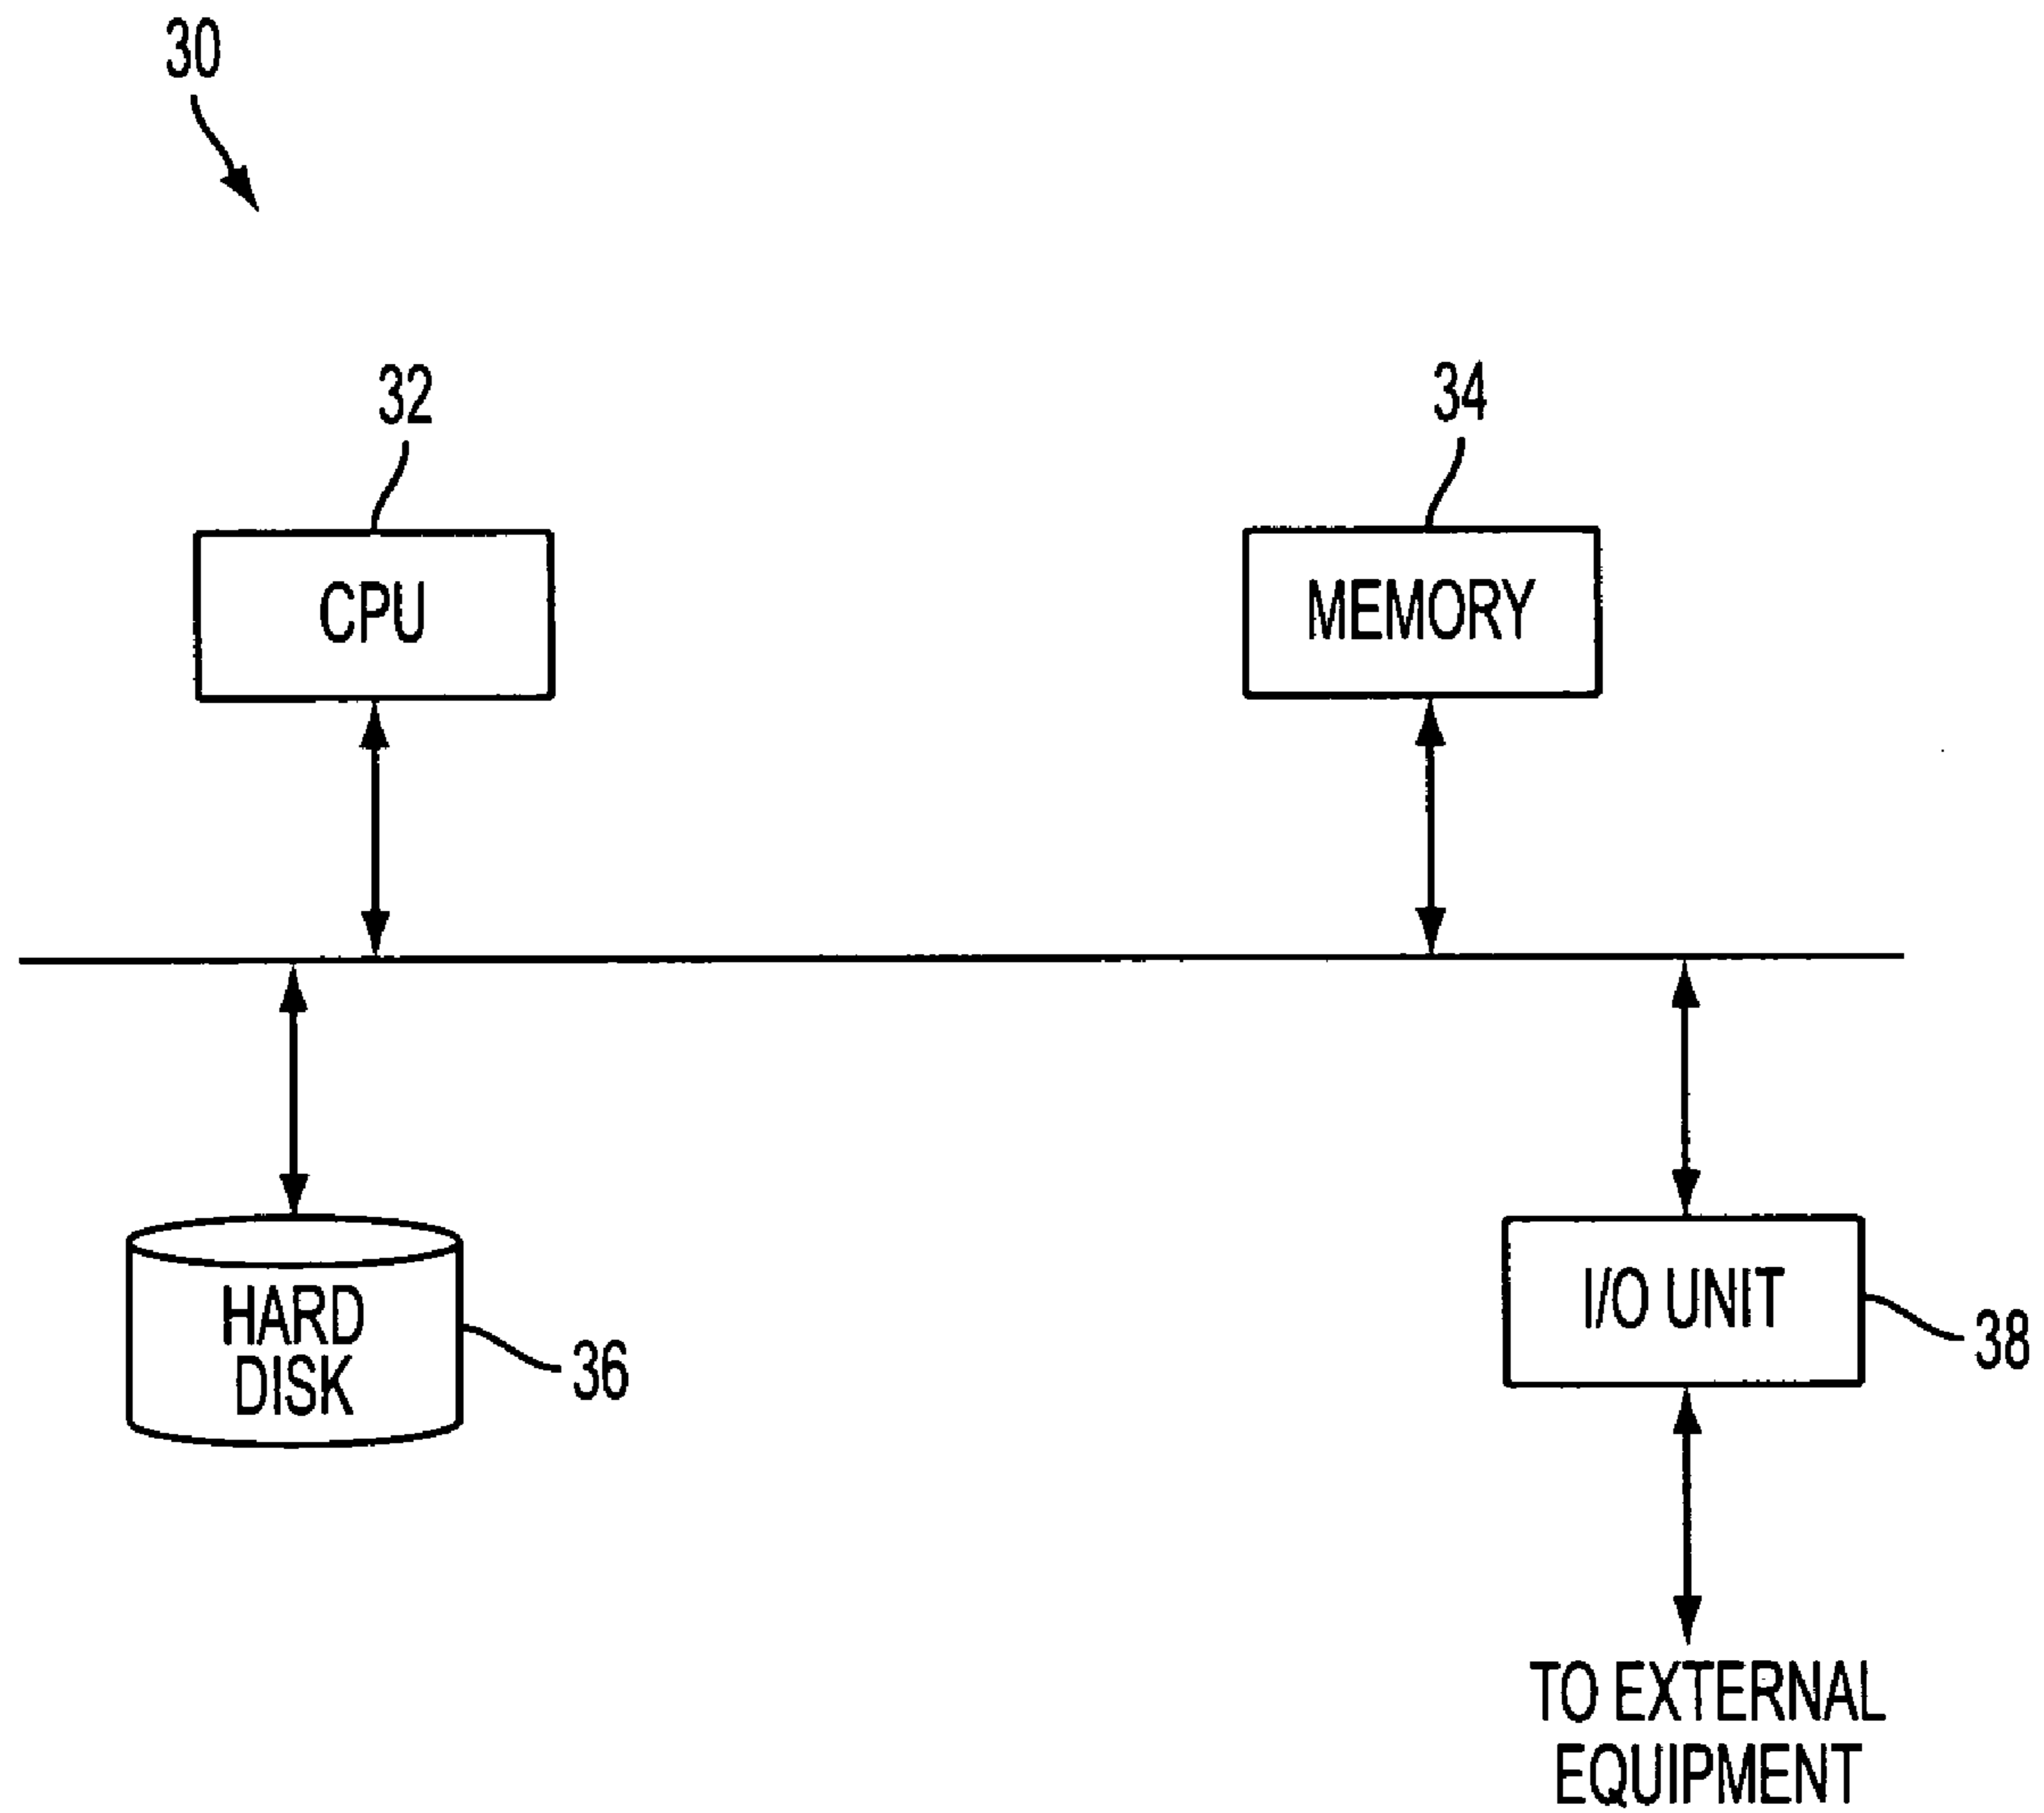 30
32
34
CPU
MEMORY
HARD
DISK
36
I/O UNIT
38
TO EXTERNAL
EQUIPMENT